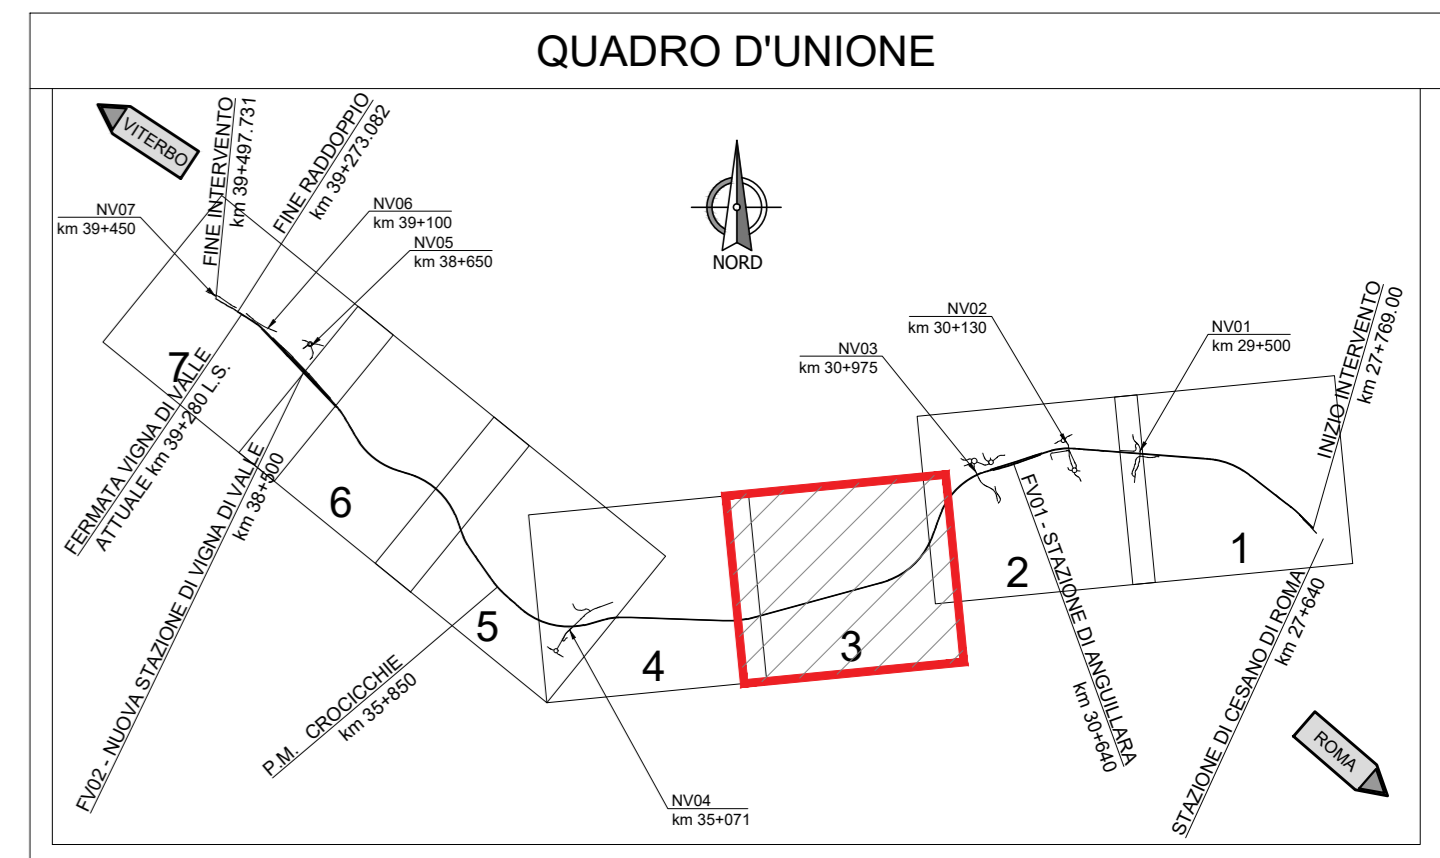 QUADRO D'UNIONE
VITERBO
FINE INTERVENTO
km 39+497.731
FINE RADDOPPIO
km 39+273.082
NV07
km 39+450
NV06
km 39+100
NV05
km 38+650
NORD
NV02
km 30+130
NV03
km 30+975
NV01
km 29+500
INIZIO INTERVENTO
km 27+769.00
7
FERMATA VIGNA DI VALLE
ATTUALE km 39+280 L.S.
6
FV02 - NUOVA STAZIONE DI VIGNA DI VALLE
km 38+500
5
P.M. CROCICCHIE
km 35+850
4
3
2
1
FV01 - STAZIONE DI ANGUILLARA
km 30+640
STAZIONE DI CESANO DI ROMA
km 27+640
NV04
km 35+071
ROMA